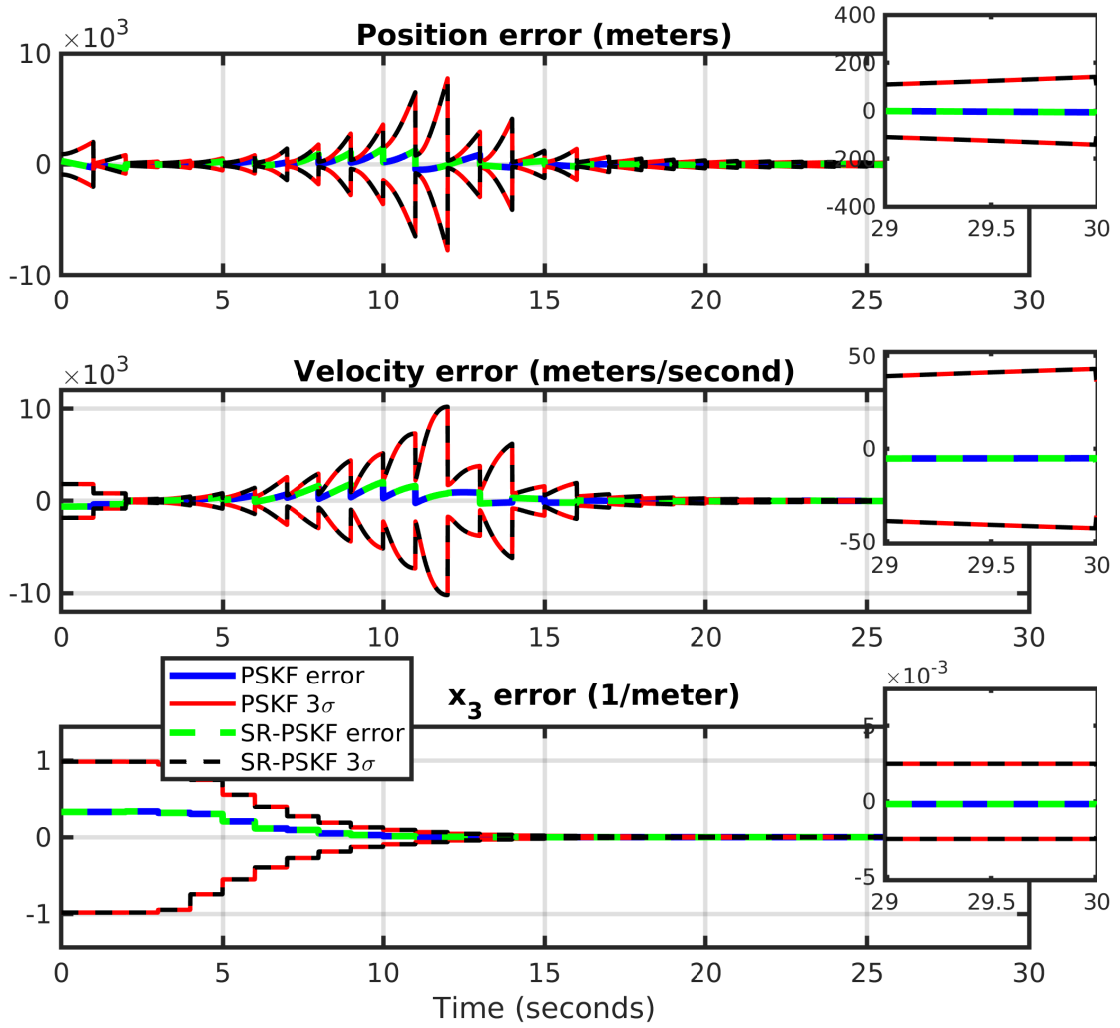 ×10³
Position error (meters)
10
0
-10
0 5 10 15 20 25 30
400
200
0
-200
-400
29 29.5 30
×10³
Velocity error (meters/second)
10
0
-10
0 5 10 15 20 25 30
50
0
-50
29 29.5 30
PSKF error
PSKF 3σ
SR-PSKF error
SR-PSKF 3σ
x₃ error (1/meter)
1
0
-1
0 5 10 15 20 25 30
Time (seconds)
×10⁻³
5
0
-5
29 29.5 30